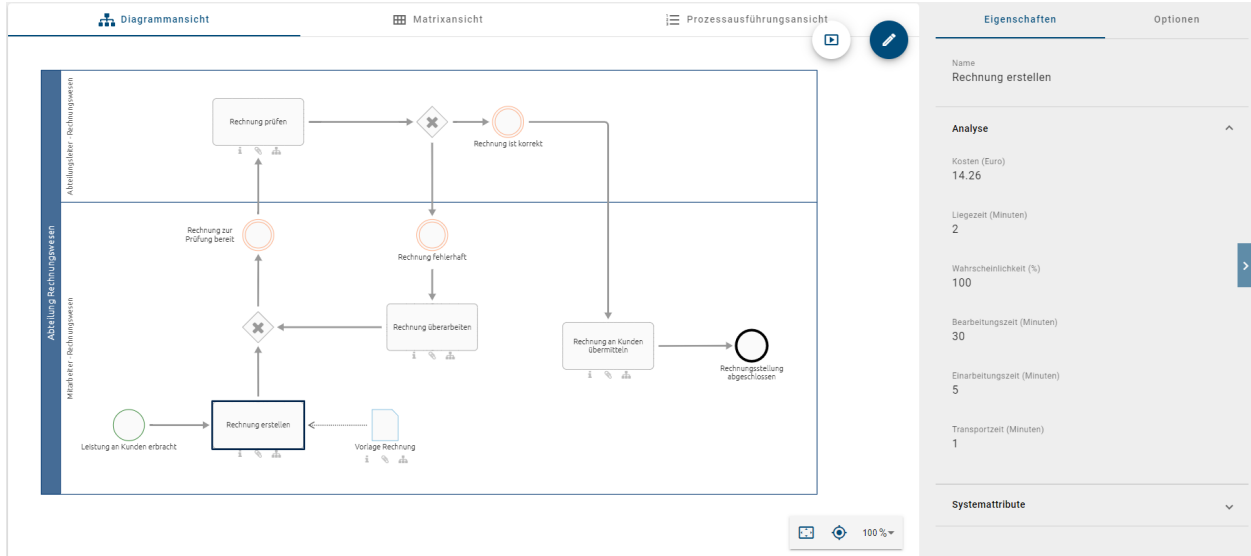 Diagrammansicht
Matrixansicht
Prozessausführungsansicht
Eigenschaften
Optionen
Name
Rechnung erstellen
Analyse
Kosten (Euro)
14.26
Liegezeit (Minuten)
2
Wahrscheinlichkeit (%)
100
Bearbeitungszeit (Minuten)
30
Einarbeitungszeit (Minuten)
5
Transportzeit (Minuten)
1
Systemattribute
Abteilung Rechnungswesen
Abteilungsleiter - Rechnungswesen
Rechnung prüfen
Rechnung ist korrekt
Mitarbeiter - Rechnungswesen
Rechnung zur
Prüfung bereit
Rechnung fehlerhaft
Rechnung überarbeiten
Rechnung an Kunden
übermitteln
Rechnungsstellung
abgeschlossen
Leistung an Kunden erbracht
Rechnung erstellen
Vorlage Rechnung
100 %